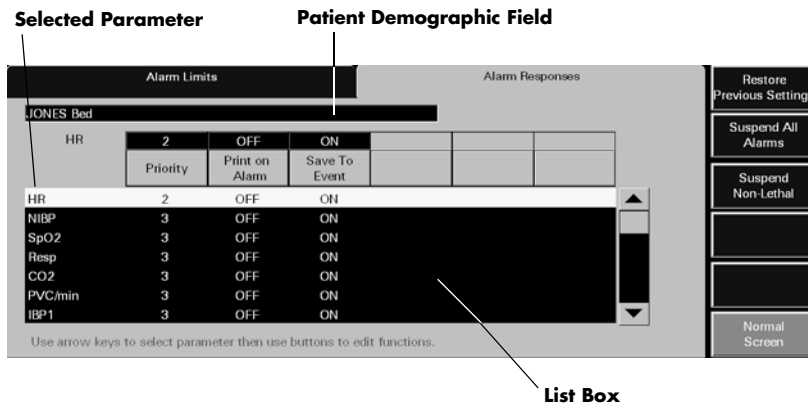 Selected Parameter
Patient Demographic Field
Alarm Limits
Alarm Responses
JONES Bed
HR 2 OFF ON
Priority
Print on
Alarm
Save To
Event
HR 2 OFF ON
NIBP 3 OFF ON
SpO2 3 OFF ON
Resp 3 OFF ON
CO2 3 OFF ON
PVC/min 3 OFF ON
IBP1 3 OFF ON
Use arrow keys to select parameter then use buttons to edit functions.
Restore
Previous Setting
Suspend All
Alarms
Suspend
Non-Lethal
Normal
Screen
List Box